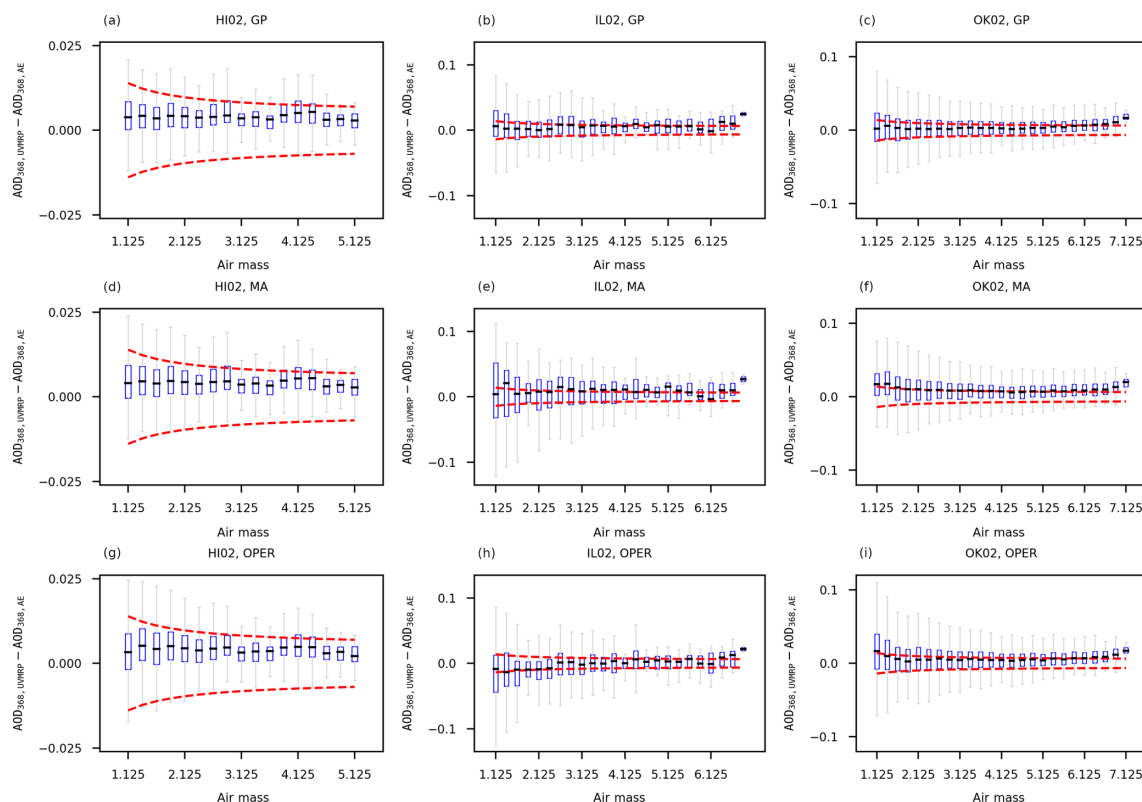 (a) HI02, GP
0.025
0.000
−0.025
AOD368, UVMRP − AOD368, AE
1.125 2.125 3.125 4.125 5.125
Air mass
(b) IL02, GP
0.1
0.0
−0.1
AOD368, UVMRP − AOD368, AE
1.125 2.125 3.125 4.125 5.125 6.125
Air mass
(c) OK02, GP
0.1
0.0
−0.1
AOD368, UVMRP − AOD368, AE
1.125 2.125 3.125 4.125 5.125 6.125 7.125
Air mass
(d) HI02, MA
0.025
0.000
−0.025
AOD368, UVMRP − AOD368, AE
1.125 2.125 3.125 4.125 5.125
Air mass
(e) IL02, MA
0.1
0.0
−0.1
AOD368, UVMRP − AOD368, AE
1.125 2.125 3.125 4.125 5.125 6.125
Air mass
(f) OK02, MA
0.1
0.0
−0.1
AOD368, UVMRP − AOD368, AE
1.125 2.125 3.125 4.125 5.125 6.125 7.125
Air mass
(g) HI02, OPER
0.025
0.000
−0.025
AOD368, UVMRP − AOD368, AE
1.125 2.125 3.125 4.125 5.125
Air mass
(h) IL02, OPER
0.1
0.0
−0.1
AOD368, UVMRP − AOD368, AE
1.125 2.125 3.125 4.125 5.125 6.125
Air mass
(i) OK02, OPER
0.1
0.0
−0.1
AOD368, UVMRP − AOD368, AE
1.125 2.125 3.125 4.125 5.125 6.125 7.125
Air mass